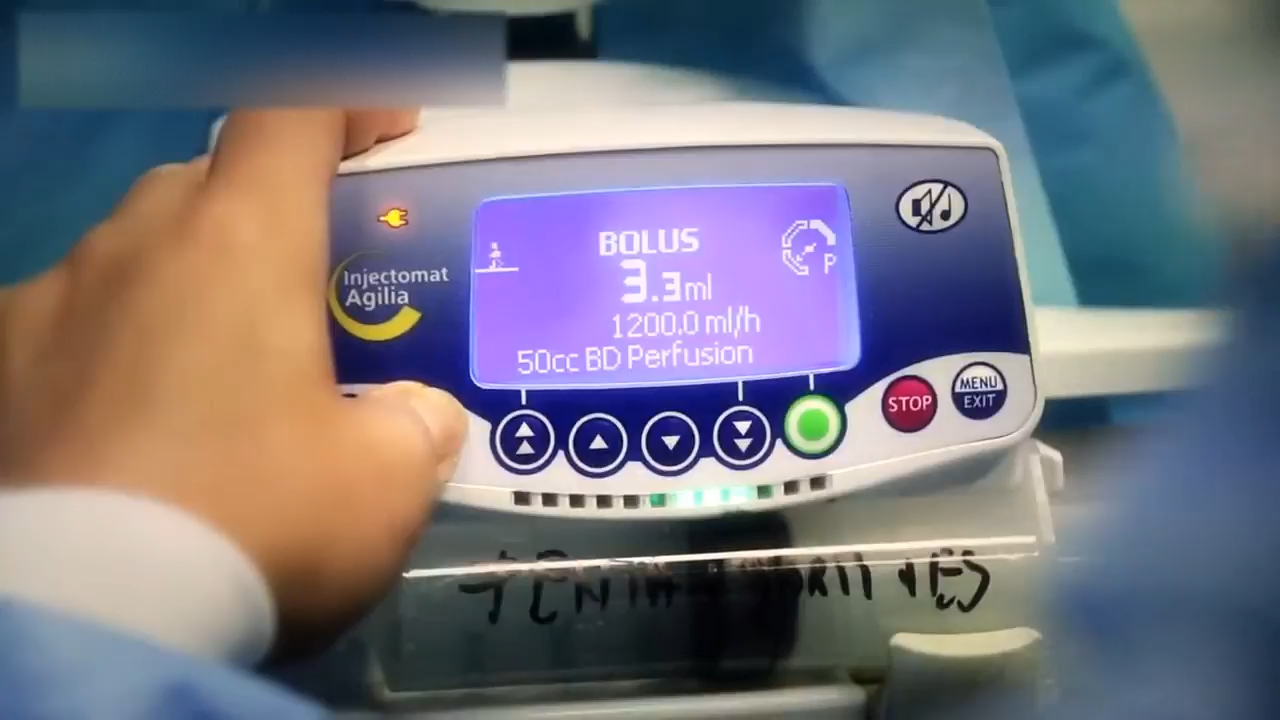 Injectomat
Agilia
BOLUS
3.3ml
P
1200.0 ml/h
50cc BD Perfusion
STOP
MENU
EXIT